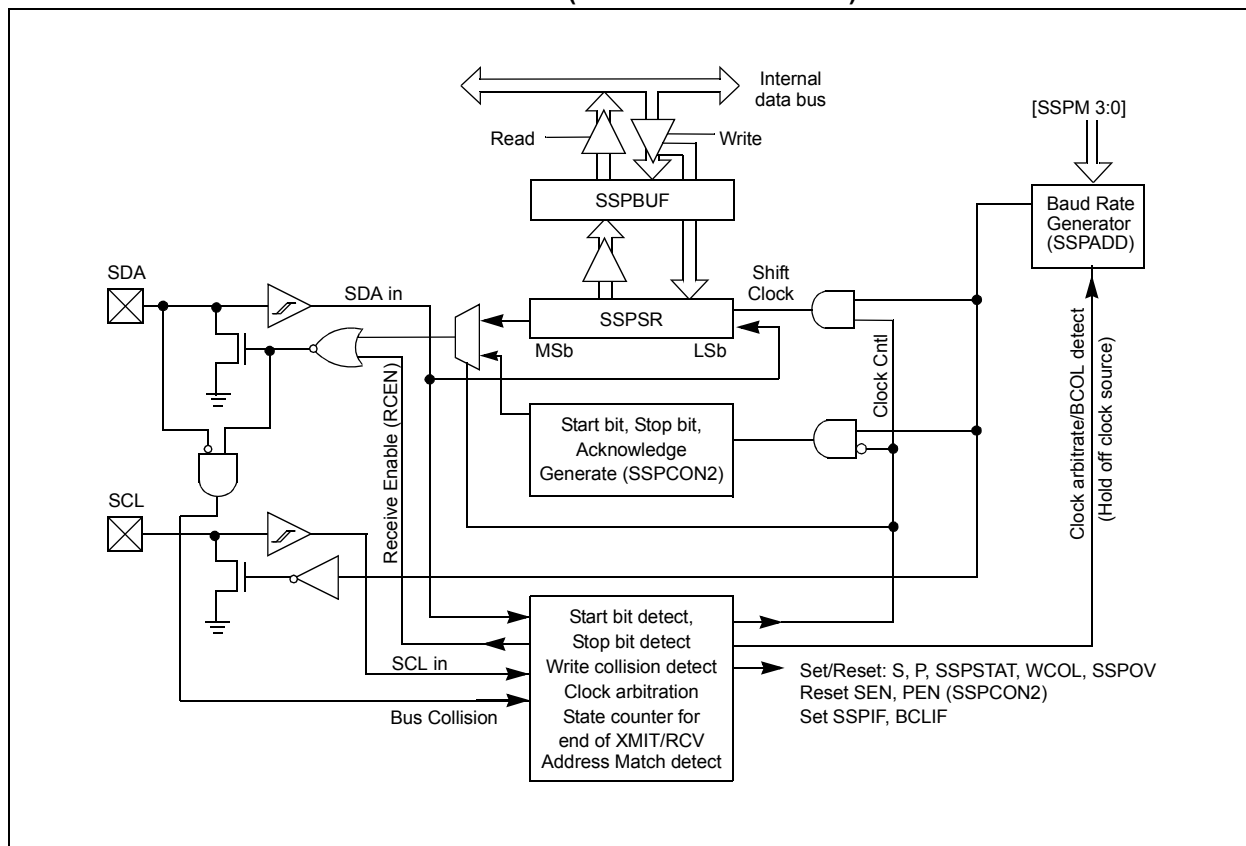 Internal
data bus
[SSPM 3:0]
Read
Write
SSPBUF
Baud Rate
Generator
(SSPADD)
SDA
SDA in
Shift
Clock
SSPSR
MSb
LSb
Receive Enable (RCEN)
Start bit, Stop bit,
Acknowledge
Generate (SSPCON2)
Clock Cntl
Clock arbitrate/BCOL detect
(Hold off clock source)
SCL
SCL in
Bus Collision
Start bit detect,
Stop bit detect
Write collision detect
Clock arbitration
State counter for
end of XMIT/RCV
Address Match detect
Set/Reset: S, P, SSPSTAT, WCOL, SSPOV
Reset SEN, PEN (SSPCON2)
Set SSPIF, BCLIF